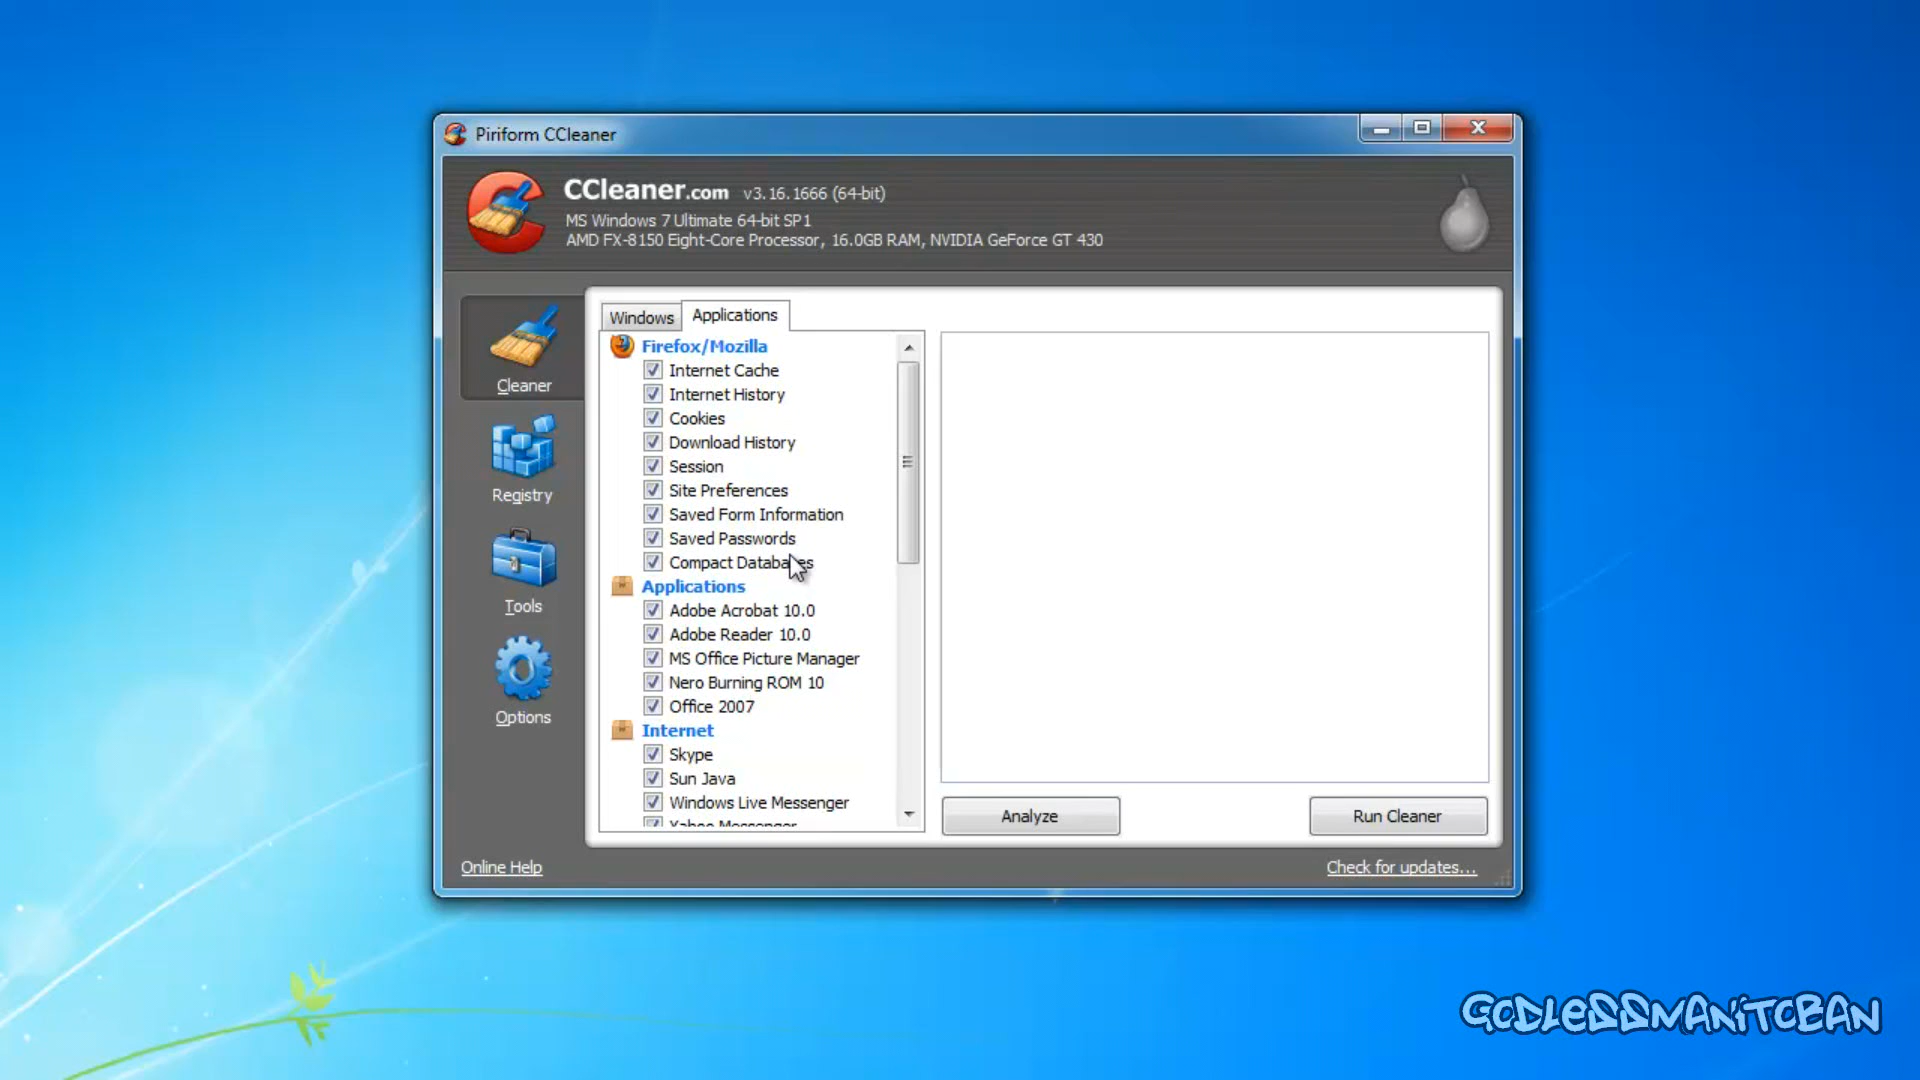 Piriform CCleaner
CCleaner.com v3.16.1666 (64-bit)
MS Windows 7 Ultimate 64-bit SP1
AMD FX-8150 Eight-Core Processor, 16.0GB RAM, NVIDIA GeForce GT 430
Cleaner
Registry
Tools
Options
Windows
Applications
Firefox/Mozilla
Internet Cache
Internet History
Cookies
Download History
Session
Site Preferences
Saved Form Information
Saved Passwords
Compact Databases
Applications
Adobe Acrobat 10.0
Adobe Reader 10.0
MS Office Picture Manager
Nero Burning ROM 10
Office 2007
Internet
Skype
Sun Java
Windows Live Messenger
Yahoo Messenger
Analyze
Run Cleaner
Online Help
Check for updates...
GODLESSMANiTOBAN